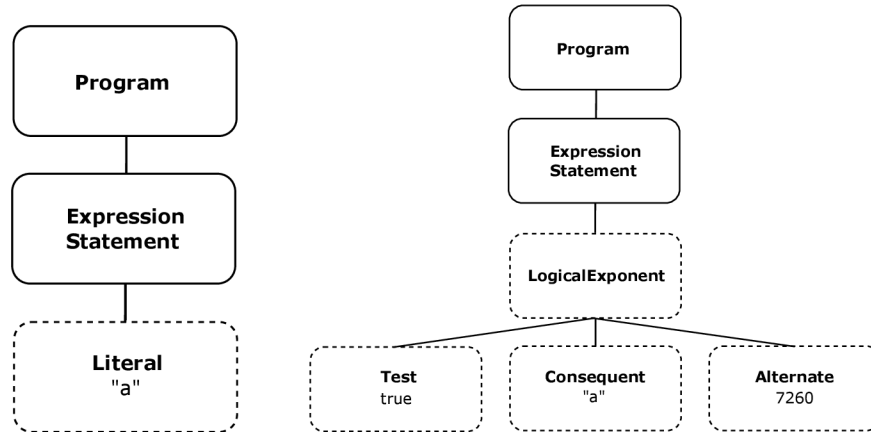 Program
Expression
Statement
Literal
"a"
Program
Expression
Statement
LogicalExponent
Test
true
Consequent
"a"
Alternate
7260